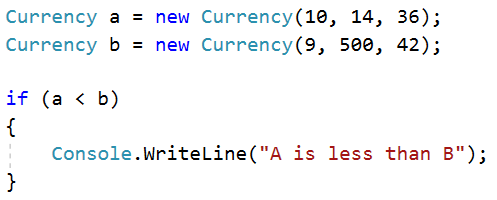 Currency a = new Currency(10, 14, 36);
Currency b = new Currency(9, 500, 42);
if (a < b)
{
Console.WriteLine("A is less than B");
}